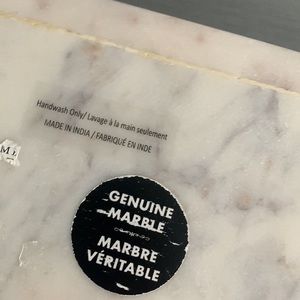 Handwash Only/ Lavage à la main seulement
MADE IN INDIA / FABRIQUÉ EN INDE
GENUINE
MARBLE
MARBRE
VÉRITABLE